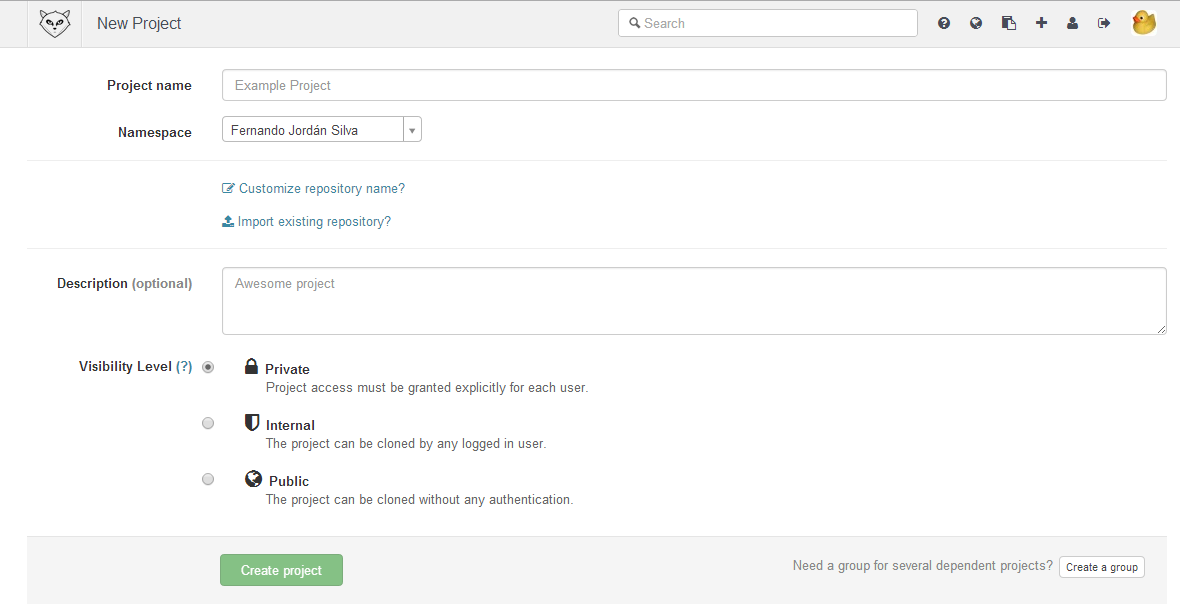 New Project
Search
Project name
Example Project
Namespace
Fernando Jordán Silva
Customize repository name?
Import existing repository?
Description (optional)
Awesome project
Visibility Level (?)
Private
Project access must be granted explicitly for each user.
Internal
The project can be cloned by any logged in user.
Public
The project can be cloned without any authentication.
Create project
Need a group for several dependent projects?
Create a group